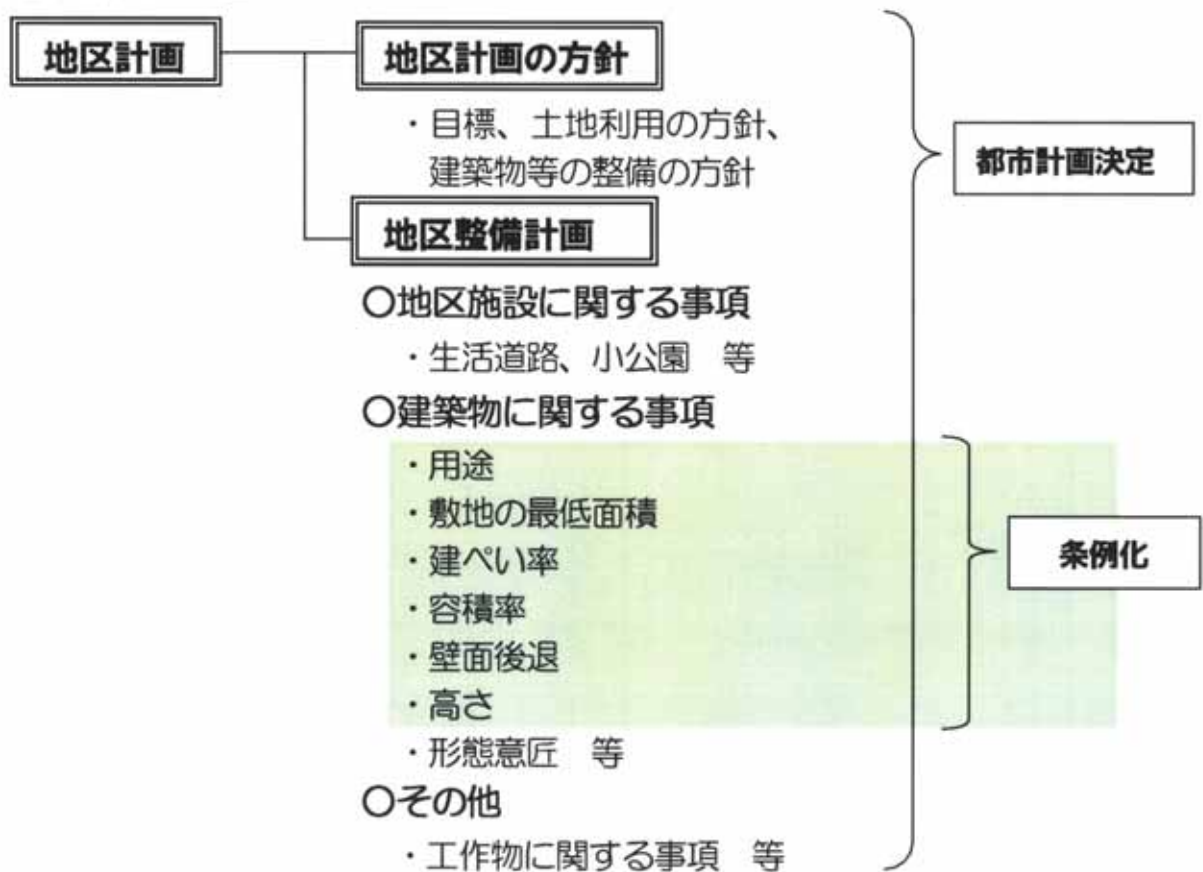 地区計画
地区計画の方針
・目標、土地利用の方針、
建築物等の整備の方針
都市計画決定
地区整備計画
〇地区施設に関する事項
・生活道路、小公園　等
〇建築物に関する事項
・用途
・敷地の最低面積
・建ぺい率
・容積率
・壁面後退
・高さ
条例化
・形態意匠　等
〇その他
・工作物に関する事項　等